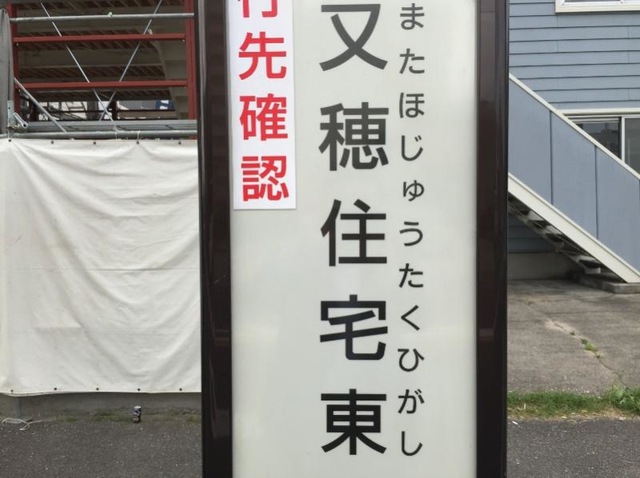 又穂住宅東
またほじゅうたくひがし
行先確認